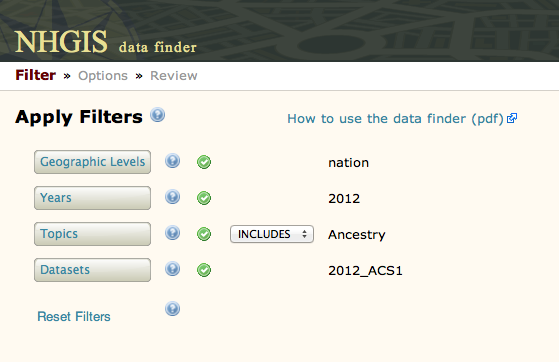 NHGIS data finder
Filter » Options » Review
Apply Filters ?
How to use the data finder (pdf)
Geographic Levels ? nation
Years ? 2012
Topics ? INCLUDES Ancestry
Datasets ? 2012_ACS1
Reset Filters ?